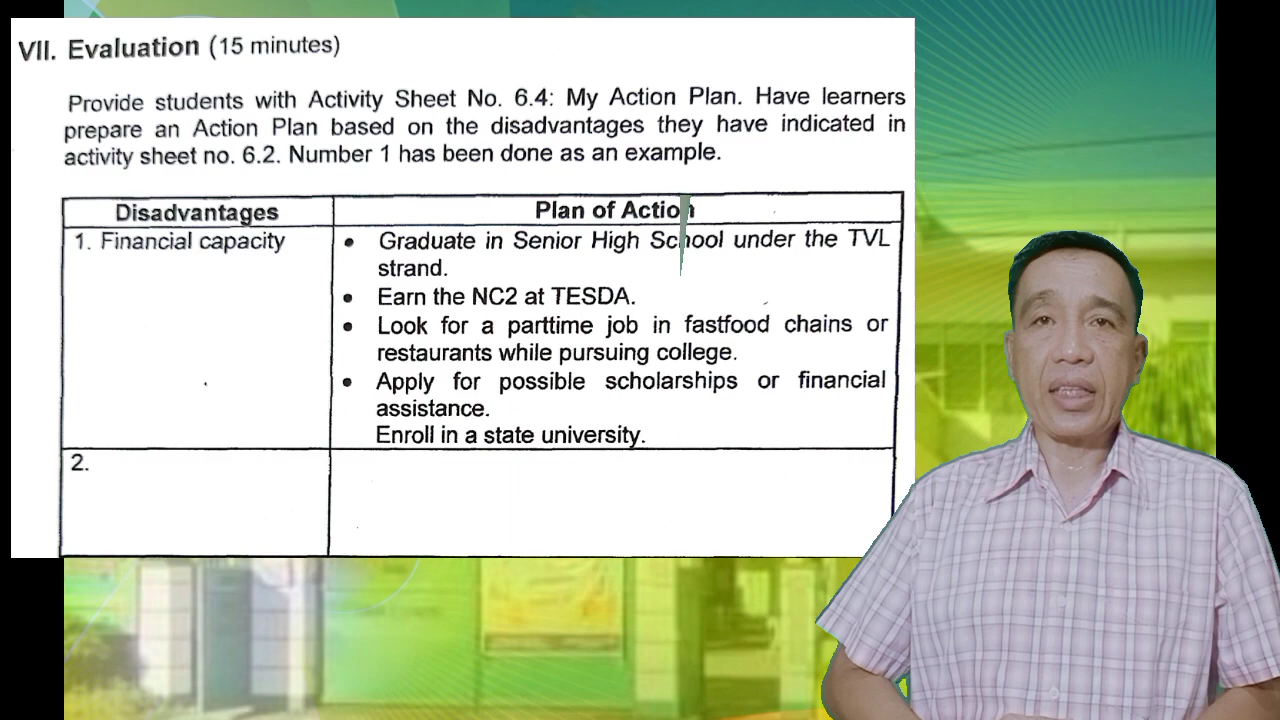 VII. Evaluation (15 minutes)
Provide students with Activity Sheet No. 6.4: My Action Plan. Have learners
prepare an Action Plan based on the disadvantages they have indicated in
activity sheet no. 6.2. Number 1 has been done as an example.
Disadvantages
Plan of Action
1. Financial capacity
• Graduate in Senior High School under the TVL
strand.
• Earn the NC2 at TESDA.
• Look for a parttime job in fastfood chains or
restaurants while pursuing college.
• Apply for possible scholarships or financial
assistance.
Enroll in a state university.
2.